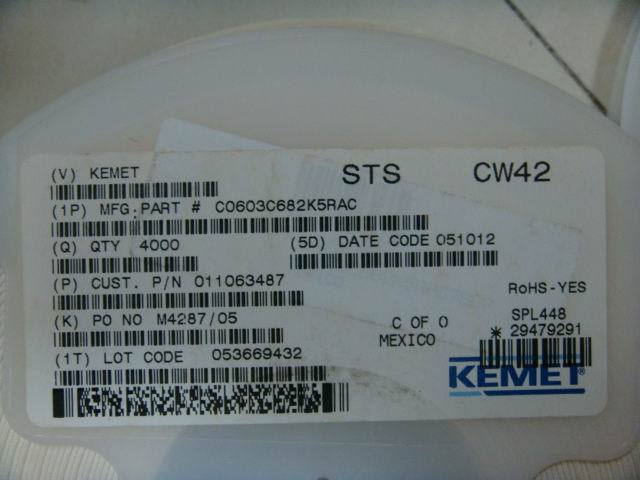 (V) KEMET STS CW42
(1P) MFG.PART # C0603C682K5RAC
(Q) QTY 4000 (5D) DATE CODE 051012
(P) CUST. P/N 011063487
RoHS-YES
(K) PO NO M4287/05 C OF O SPL448
MEXICO * 29479291
(1T) LOT CODE 053669432
KEMET®